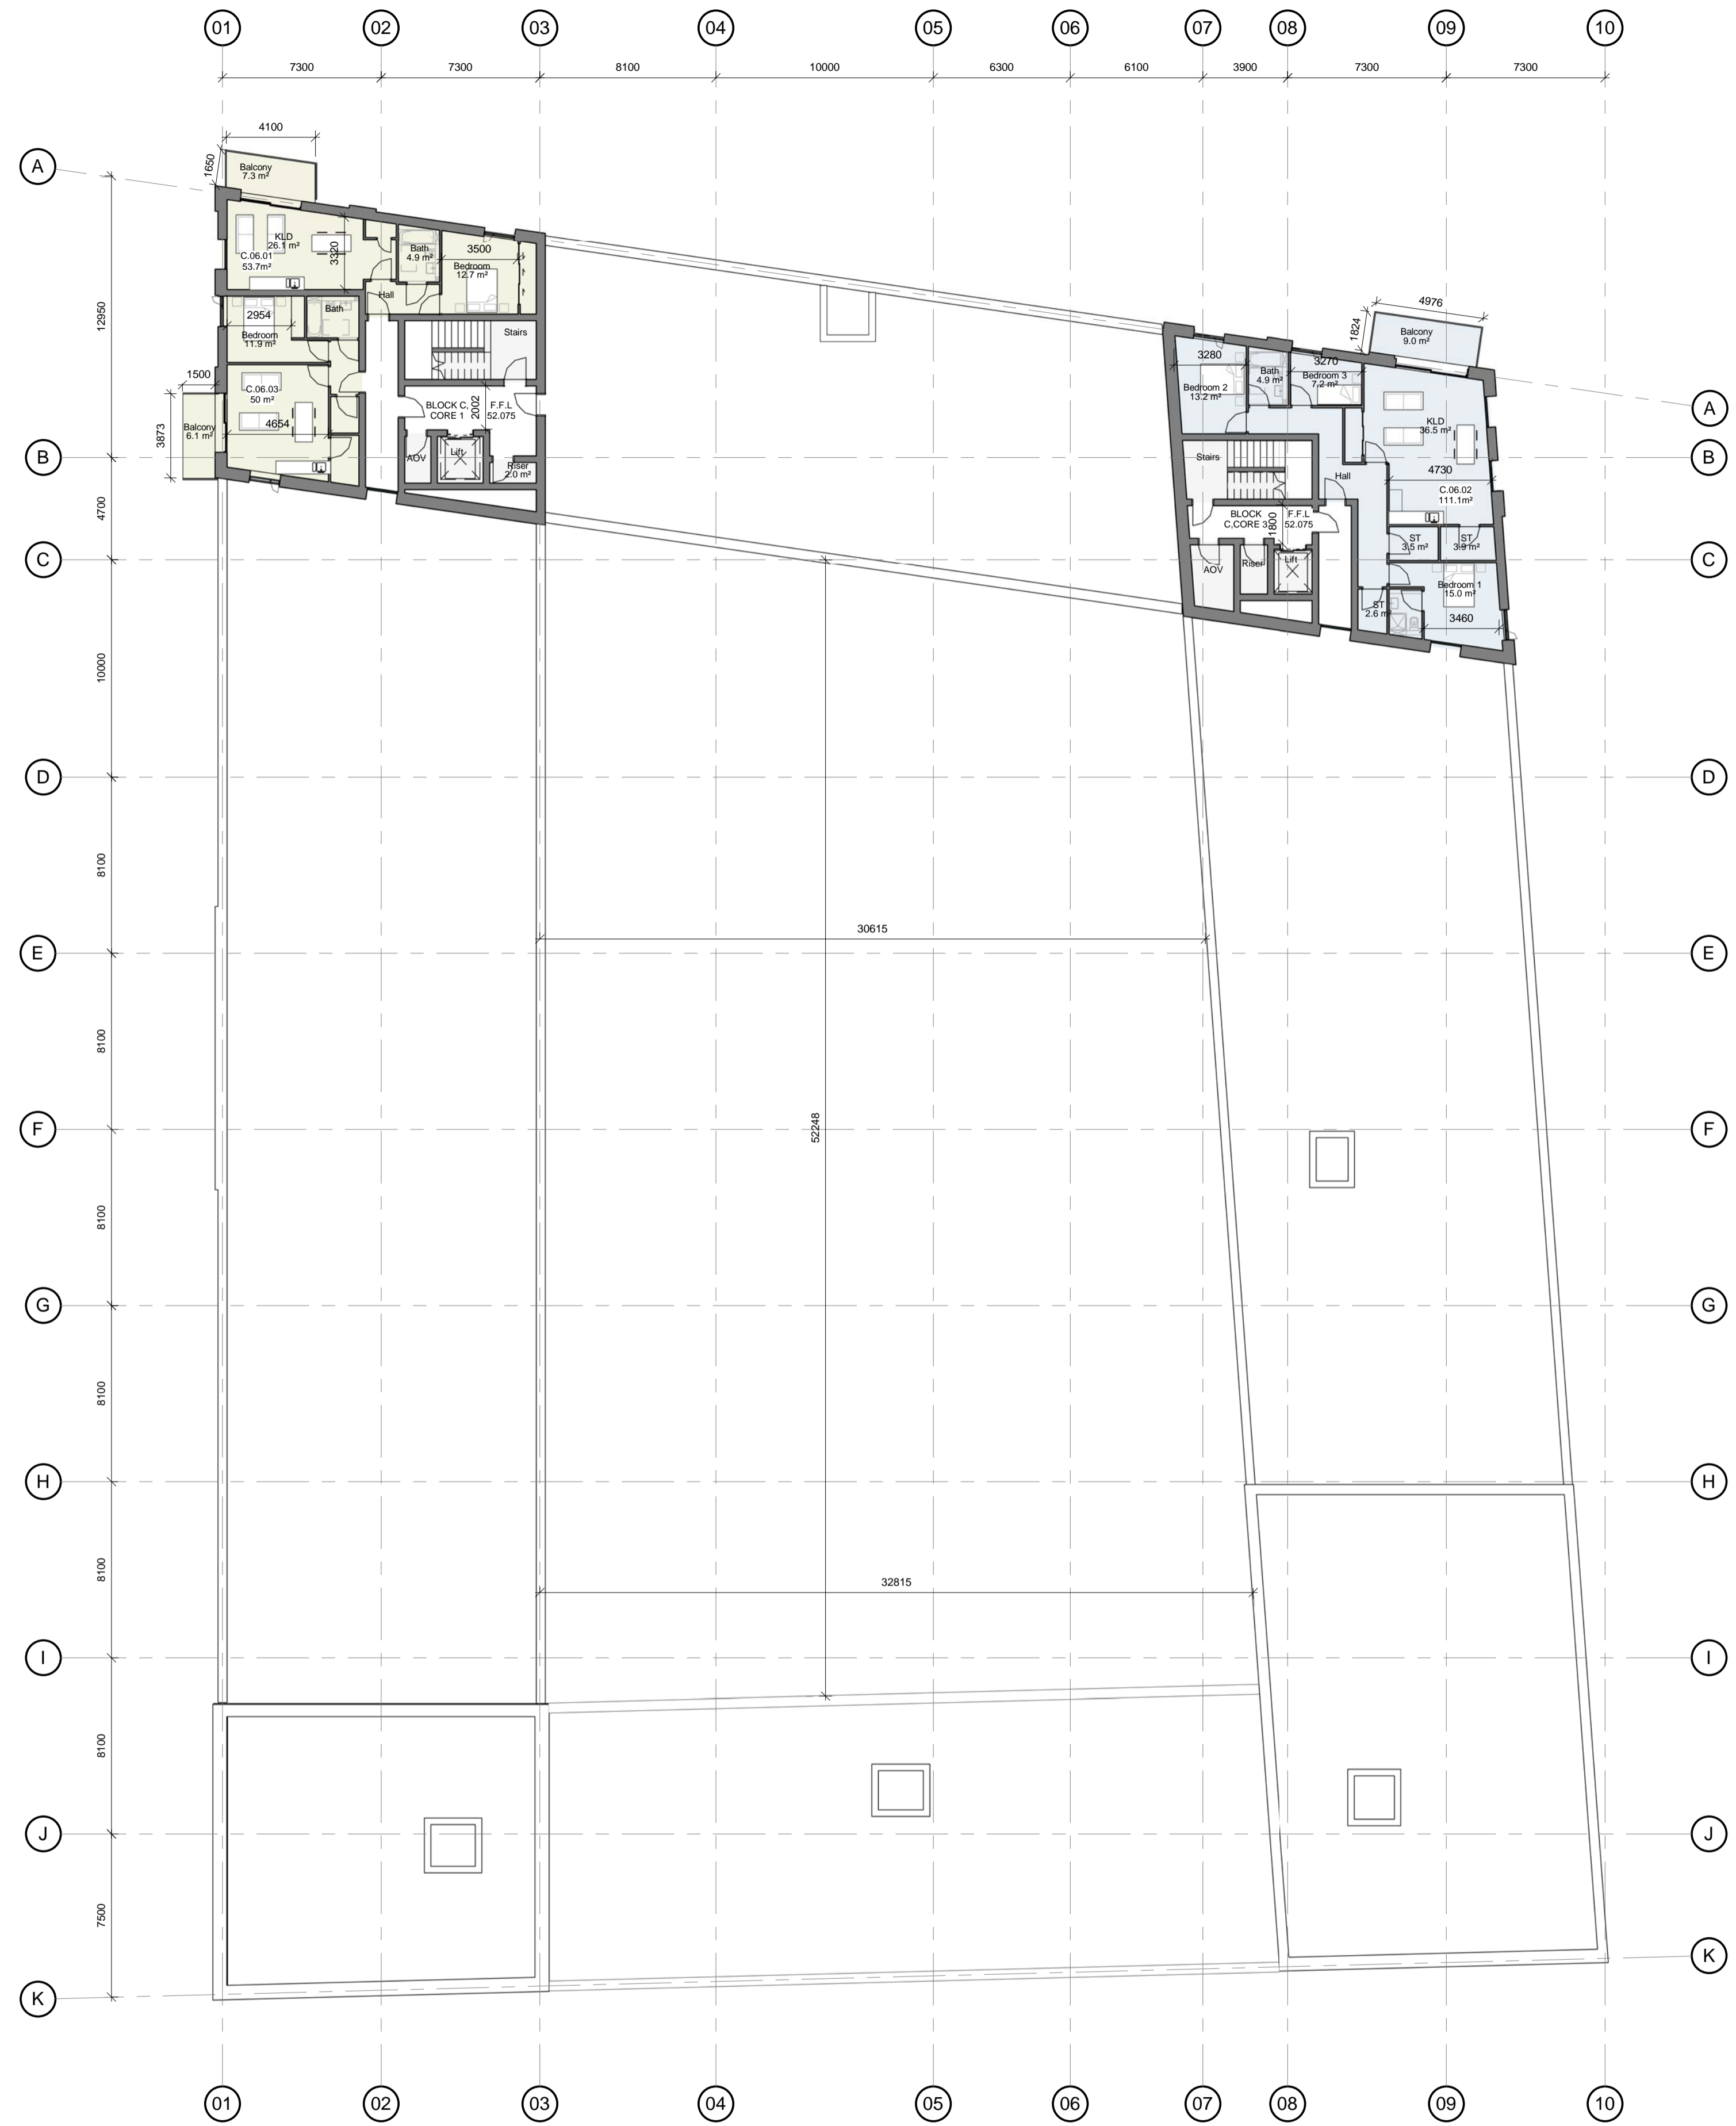 01 02 03 04 05 06 07 08 09 10
7300 7300 8100 10000 6300 6100 3900 7300 7300
4100
A
1650
Balcony
7.3 m²
KLD
26.1 m²
C.06.01
53.7m²
3320
Bath
4.9 m²
3500
Bedroom
12.7 m²
Hall
2954
Bedroom
11.9 m²
Bath
Stairs
12950
1500
3873
Balcony
6.1 m²
C.06.03
50 m²
4654
BLOCK C,
CORE 1
2002
F.F.L
52.075
AOV
Lift
Riser
2.0 m²
4976
1824
Balcony
9.0 m²
3280
Bedroom 2
13.2 m²
Bath
4.9 m²
3270
Bedroom 3
7.2 m²
KLD
36.5 m²
A
B
B
Stairs
Hall
4730
C.06.02
111.1m²
4700
BLOCK
C,CORE 3
1800
F.F.L
52.075
ST
3.5 m²
ST
3.9 m²
C
C
AOV
Riser
Lift
Bedroom 1
15.0 m²
ST
2.6 m²
3460
10000
D
D
8100
30615
E
E
8100
52248
F
F
8100
G
G
8100
H
H
8100
32815
I
I
8100
J
J
7500
K
K
01 02 03 04 05 06 07 08 09 10